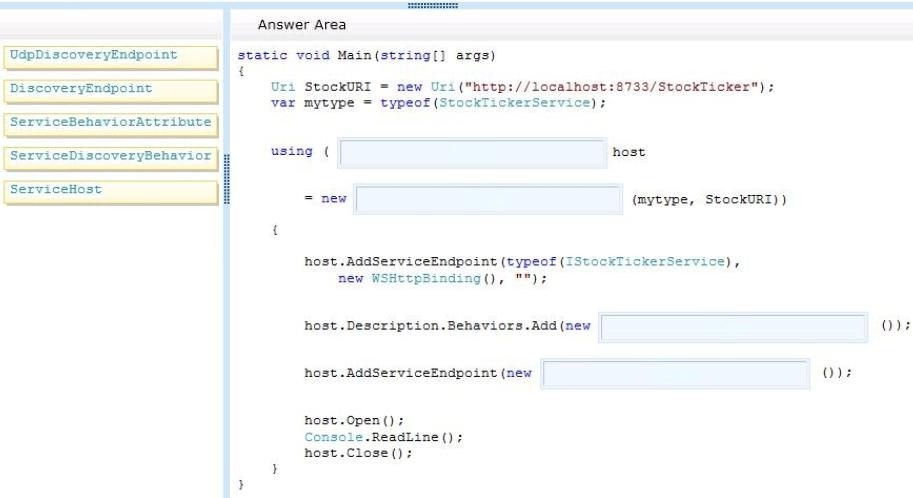 Answer Area
UdpDiscoveryEndpoint
DiscoveryEndpoint
ServiceBehaviorAttribute
ServiceDiscoveryBehavior
ServiceHost
static void Main(string[] args)
{
Uri StockURI = new Uri("http://localhost:8733/StockTicker");
var mytype = typeof(StockTickerService);
using ( host
= new (mytype, StockURI))
{
host.AddServiceEndpoint(typeof(IStockTickerService),
new WSHttpBinding(), "");
host.Description.Behaviors.Add(new ());
host.AddServiceEndpoint(new ());
host.Open();
Console.ReadLine();
host.Close();
}
}